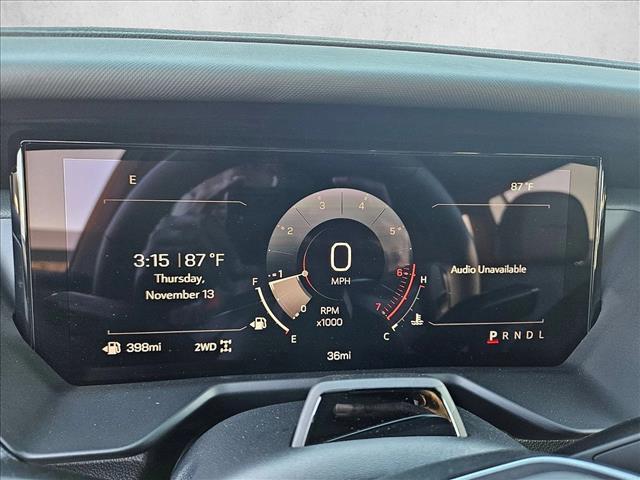 E
87°F
3:15 | 87°F
Thursday,
November 13
398mi
2WD
1
2
3
4
5
6
7
0
0
MPH
RPM
x1000
F
E
H
C
36mi
Audio Unavailable
P R N D L